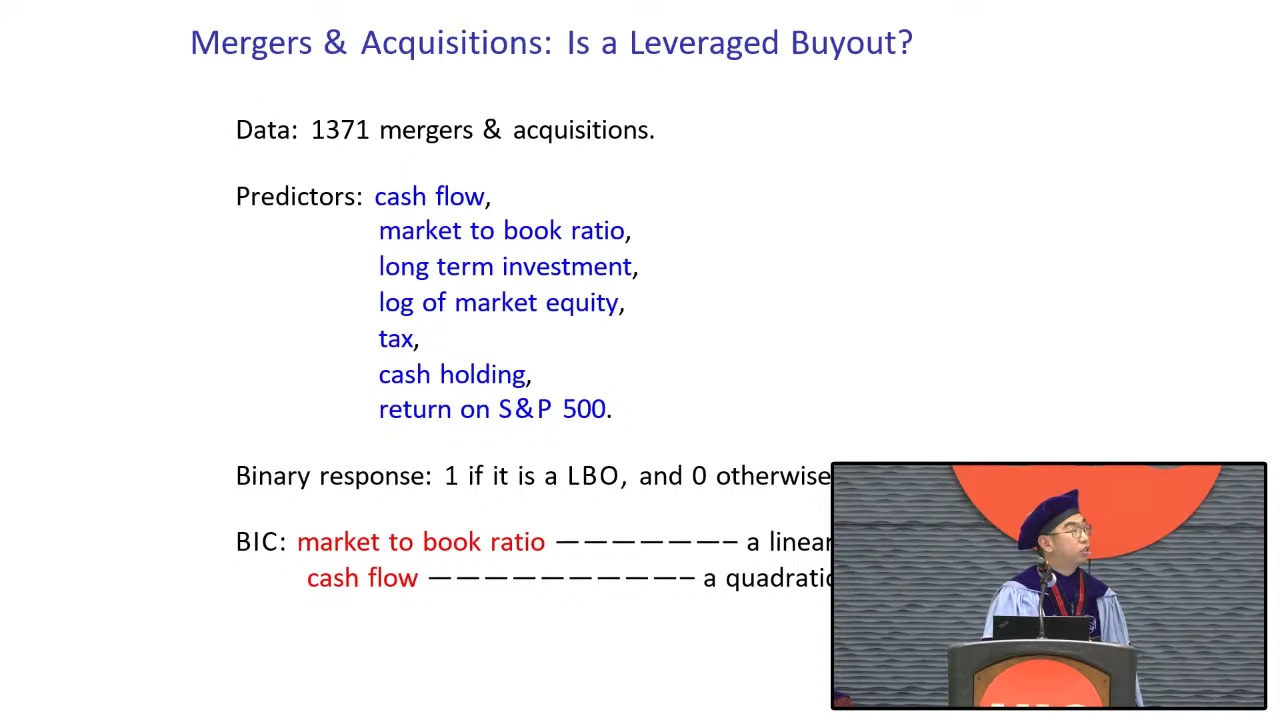 Mergers & Acquisitions: Is a Leveraged Buyout?
Data: 1371 mergers & acquisitions.
Predictors: cash flow,
market to book ratio,
long term investment,
log of market equity,
tax,
cash holding,
return on S&P 500.
Binary response: 1 if it is a LBO, and 0 otherwise
BIC: market to book ratio ——————— a linear
cash flow —————————— a